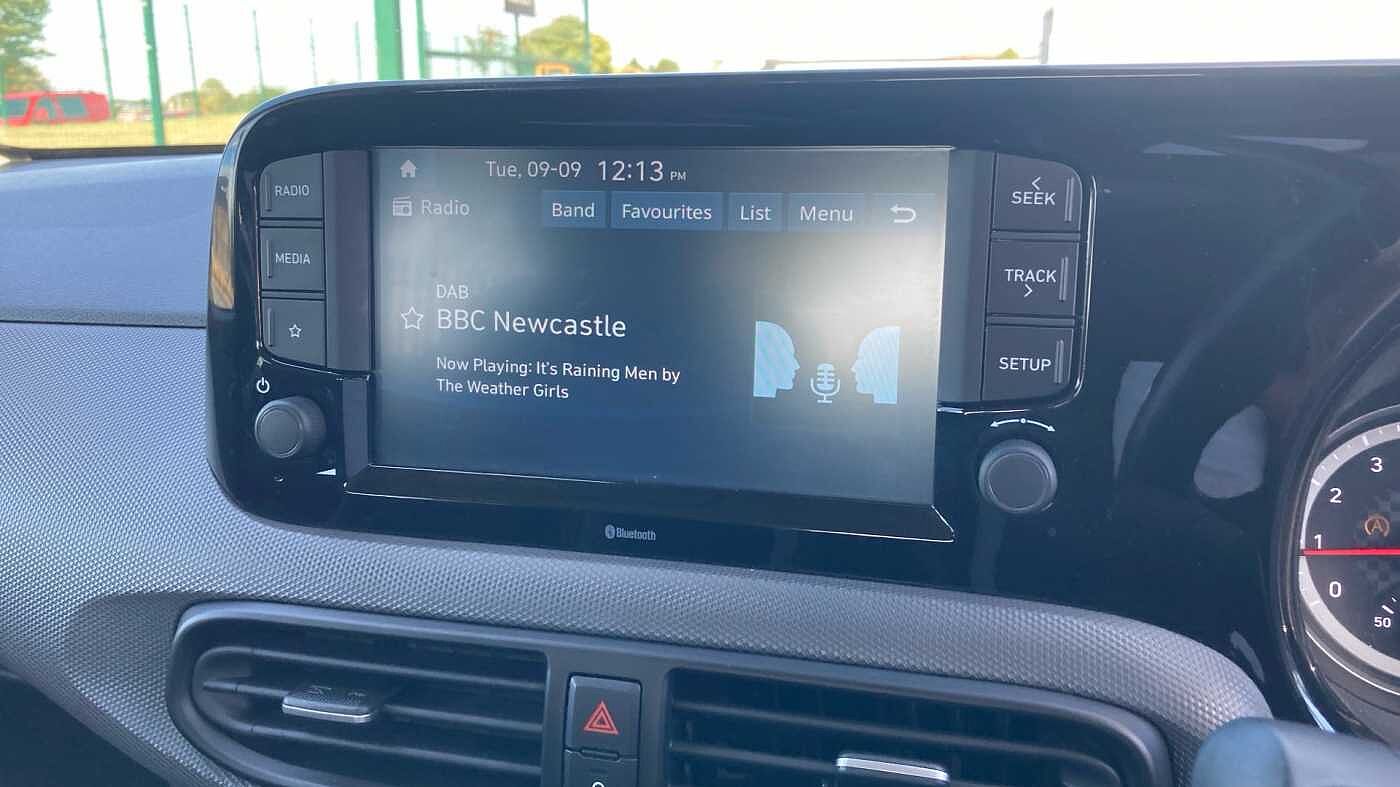 Tue, 09-09 12:13 PM
RADIO
Radio
Band
Favourites
List
Menu
SEEK
MEDIA
TRACK
DAB
BBC Newcastle
Now Playing: It's Raining Men by
The Weather Girls
SETUP
Bluetooth
3
2
A
1
0
50